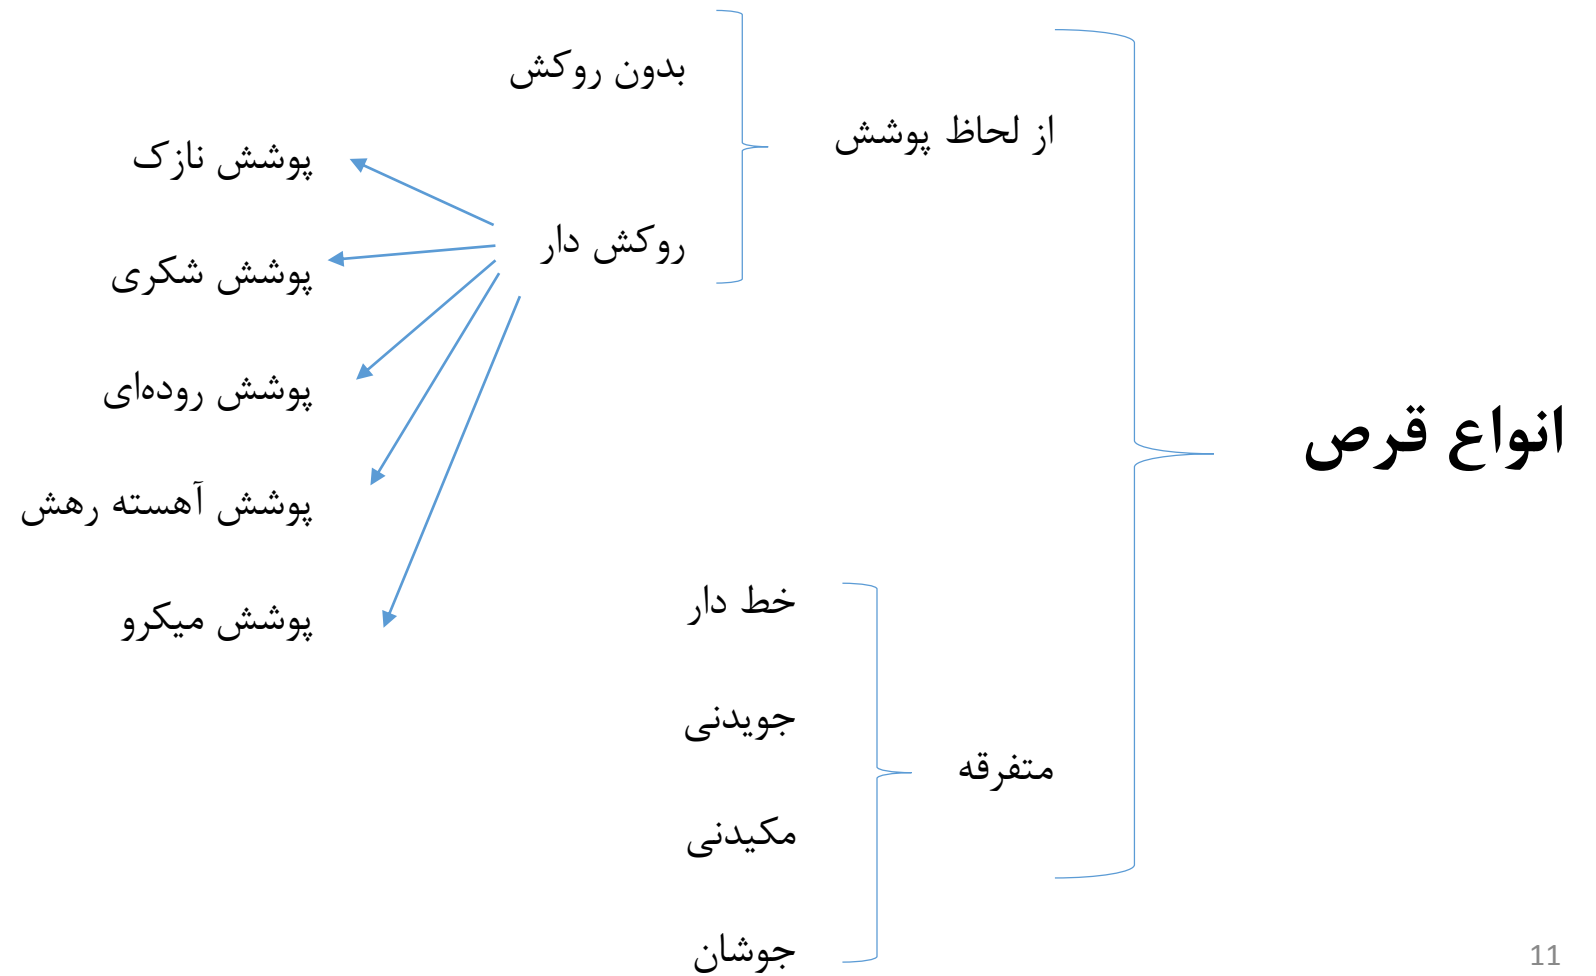 انواع قرص
از لحاظ پوشش
بدون روکش
روکش دار
پوشش نازک
پوشش شکری
پوشش روده‌ای
پوشش آهسته رهش
پوشش میکرو
متفرقه
خط دار
جویدنی
مکیدنی
جوشان
11